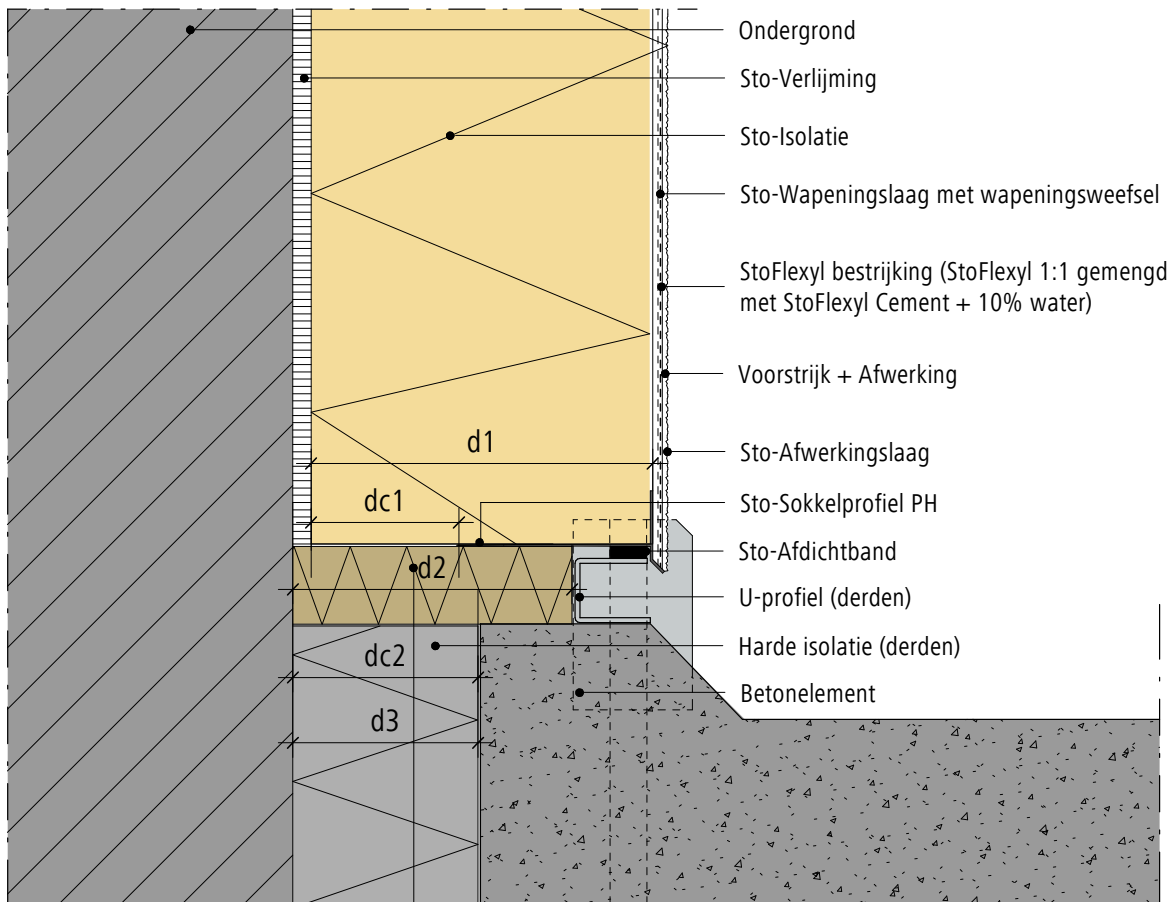 Ondergrond
Sto-Verlijming
Sto-Isolatie
Sto-Wapeningslaag met wapeningsweefsel
StoFlexyl bestrijking (StoFlexyl 1:1 gemengd
met StoFlexyl Cement + 10% water)
Voorstrijk + Afwerking
d1
Sto-Afwerkingslaag
dc1
Sto-Sokkelprofiel PH
Sto-Afdichtband
d2
U-profiel (derden)
Harde isolatie (derden)
dc2
Betonelement
d3